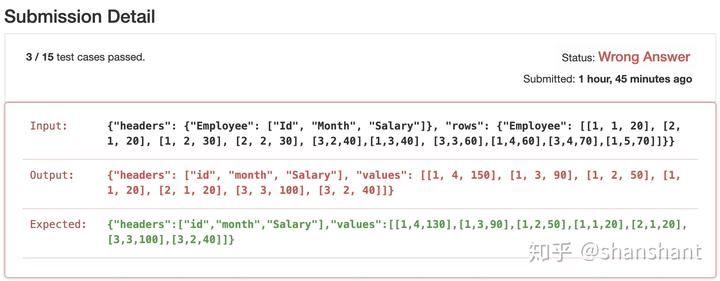 Submission Detail
3 / 15 test cases passed.
Status: Wrong Answer
Submitted: 1 hour, 45 minutes ago
Input: {"headers": {"Employee": ["Id", "Month", "Salary"]}, "rows": {"Employee": [[1, 1, 20], [2,
1, 20], [1, 2, 30], [2, 2, 30], [3,2,40],[1,3,40], [3,3,60],[1,4,60],[3,4,70],[1,5,70]]}}
Output: {"headers": ["id", "month", "Salary"], "values": [[1, 4, 150], [1, 3, 90], [1, 2, 50], [1,
1, 20], [2, 1, 20], [3, 3, 100], [3, 2, 40]]}
Expected: {"headers":["id","month","Salary"],"values":[[1,4,130],[1,3,90],[1,2,50],[1,1,20],[2,1,20],
[3,3,100],[3,2,40]]}
知乎 @shanshant